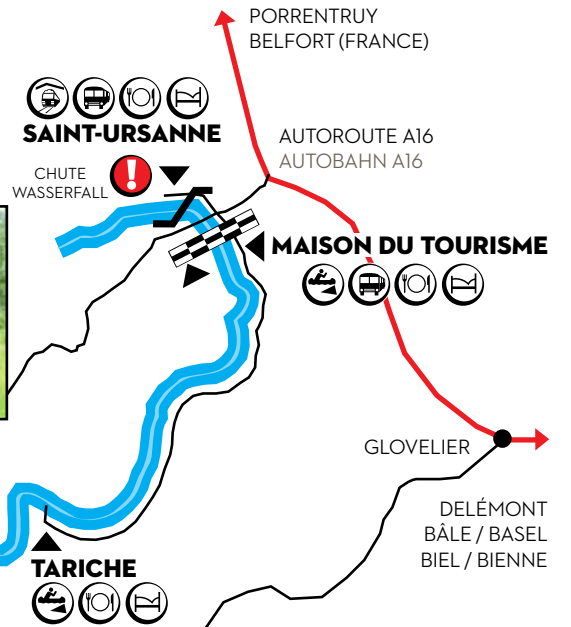 PORRENTRUY
BELFORT (FRANCE)
SAINT-URSANNE
CHUTE
WASSERFALL
!
AUTOROUTE A16
AUTOBAHN A16
MAISON DU TOURISME
GLOVELIER
DELÉMONT
BÂLE / BASEL
BIEL / BIENNE
TARICHE